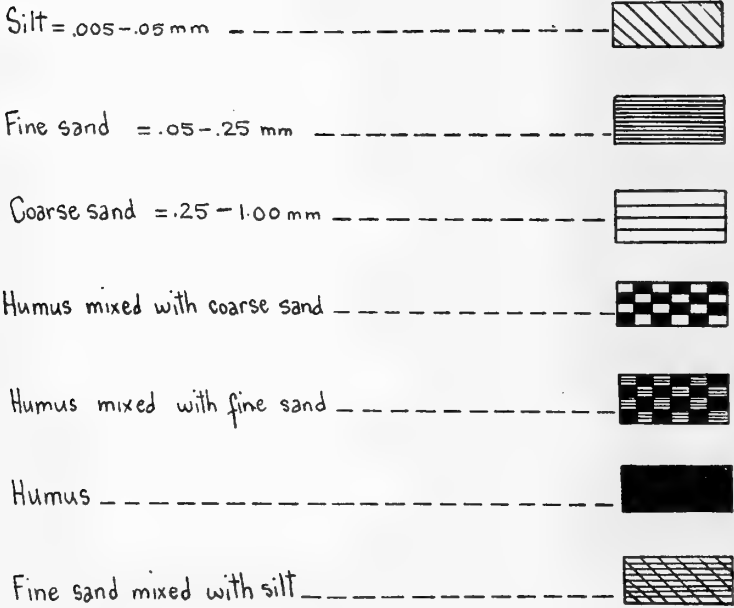 Silt = .005-.05 mm
Fine sand = .05-.25 mm
Coarse sand = .25-1.00 mm
Humus mixed with coarse sand
Humus mixed with fine sand
Humus
Fine sand mixed with silt